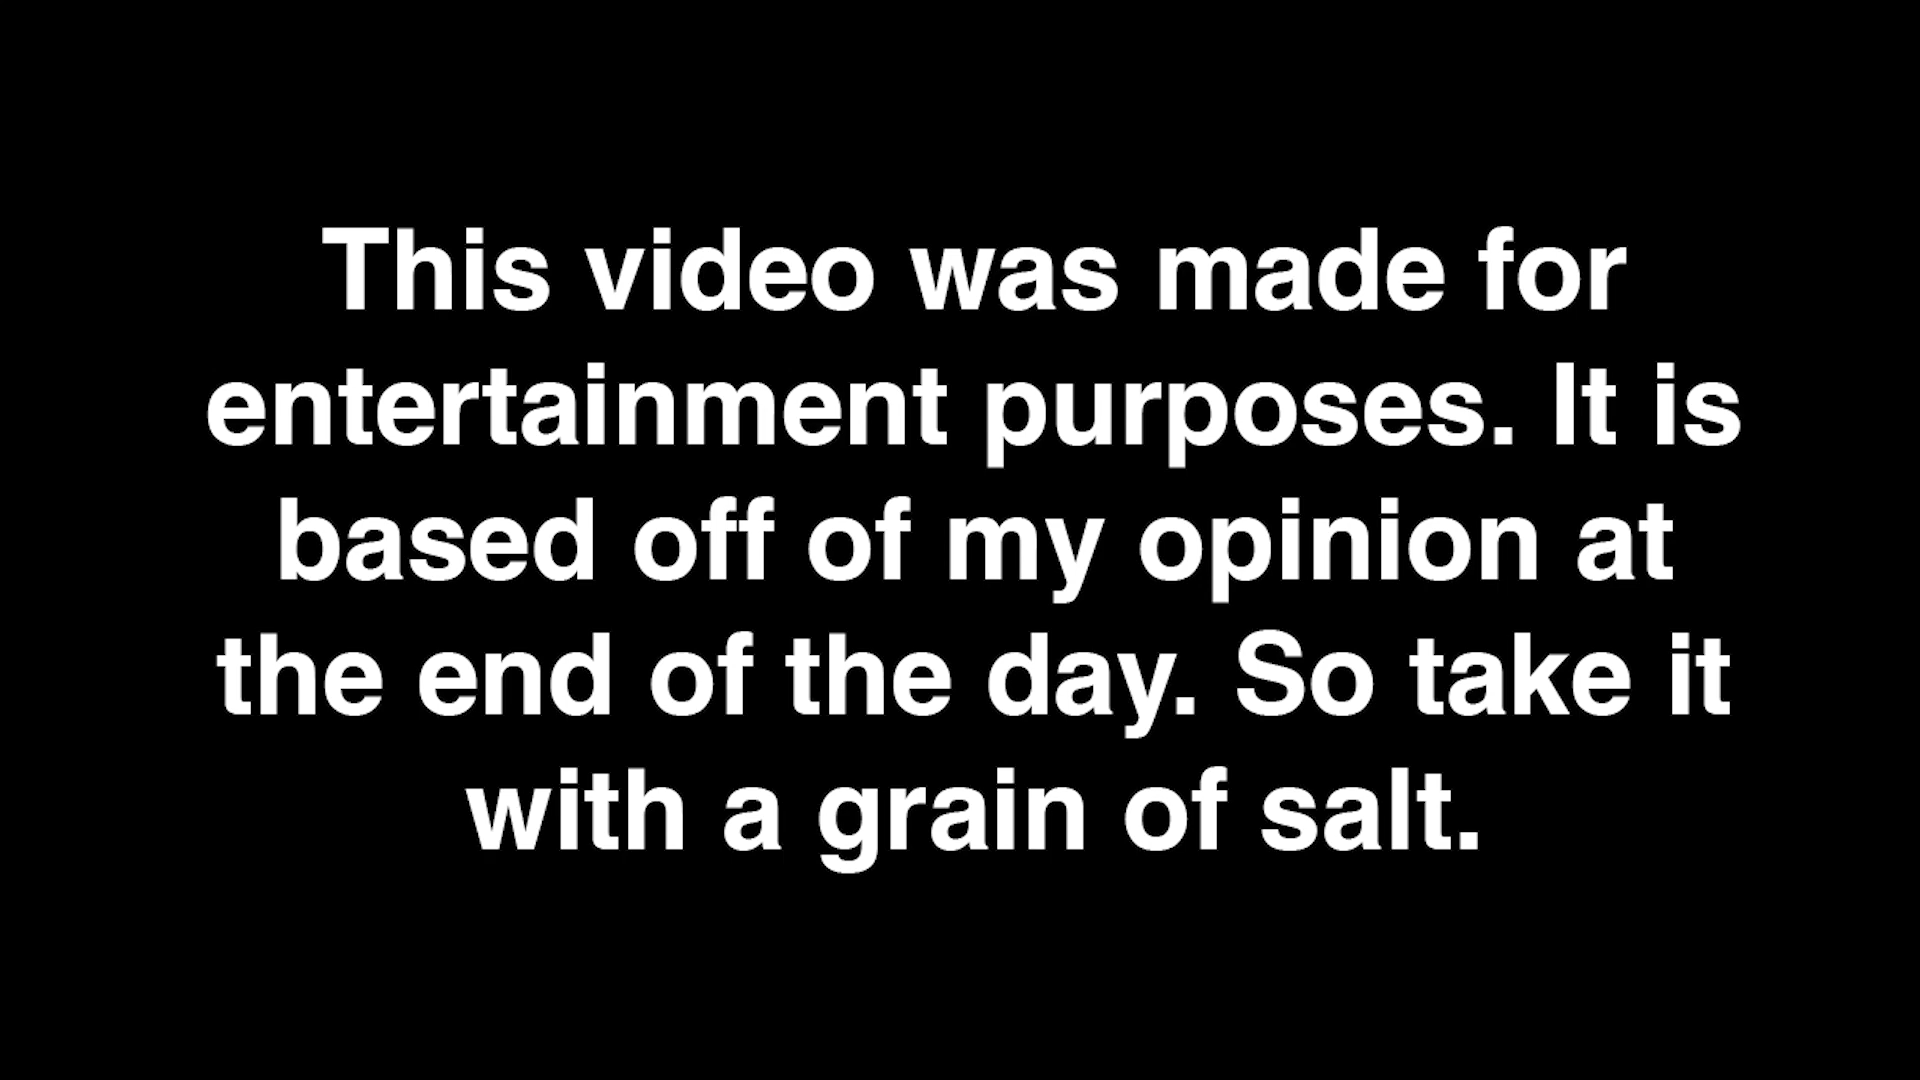 This video was made for
entertainment purposes. It is
based off of my opinion at
the end of the day. So take it
with a grain of salt.